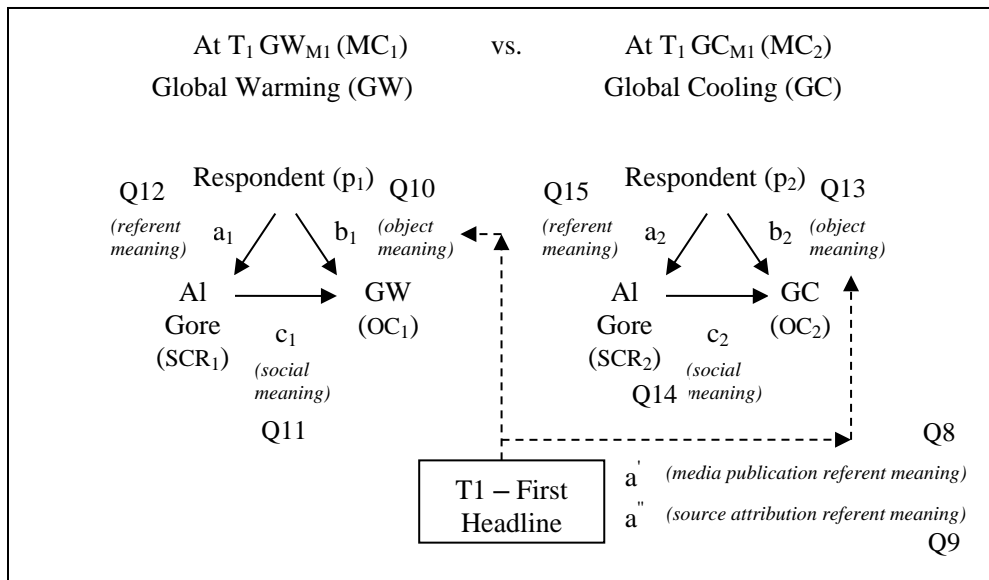 At T1 GWM1 (MC1) vs. At T1 GCM1 (MC2)
Global Warming (GW) Global Cooling (GC)
Respondent (p1) Respondent (p2)
Q12 Q10 Q15 Q13
(referent meaning) a1 b1 (object meaning) (referent meaning) a2 b2 (object meaning)
Al Gore (SCR1) GW (OC1) Al Gore (SCR2) GC (OC2)
c1 c2
(social meaning) (social meaning)
Q11 Q14
Q8
T1 – First Headline
a' (media publication referent meaning)
a" (source attribution referent meaning)
Q9